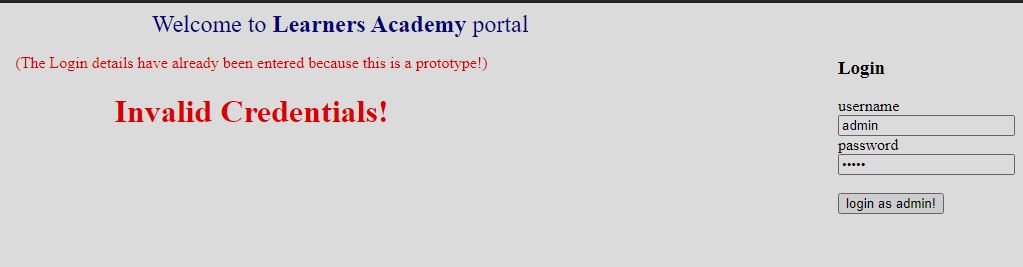 Welcome to Learners Academy portal
(The Login details have already been entered because this is a prototype!)
Invalid Credentials!
Login
username
admin
password
•••••
login as admin!